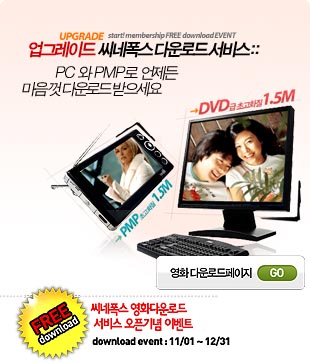 UPGRADE start! membership FREE download EVENT
업그레이드 씨네폭스 다운로드 서비스::
PC 와 PMP로 언제든
마음껏 다운로드 받으세요
→DVD급 초고화질 1.5M
→PMP 초고화질 1.5M
영화 다운로드페이지 GO
FREE
download
씨네폭스 영화다운로드
서비스 오픈기념 이벤트
download event : 11/01 ~ 12/31